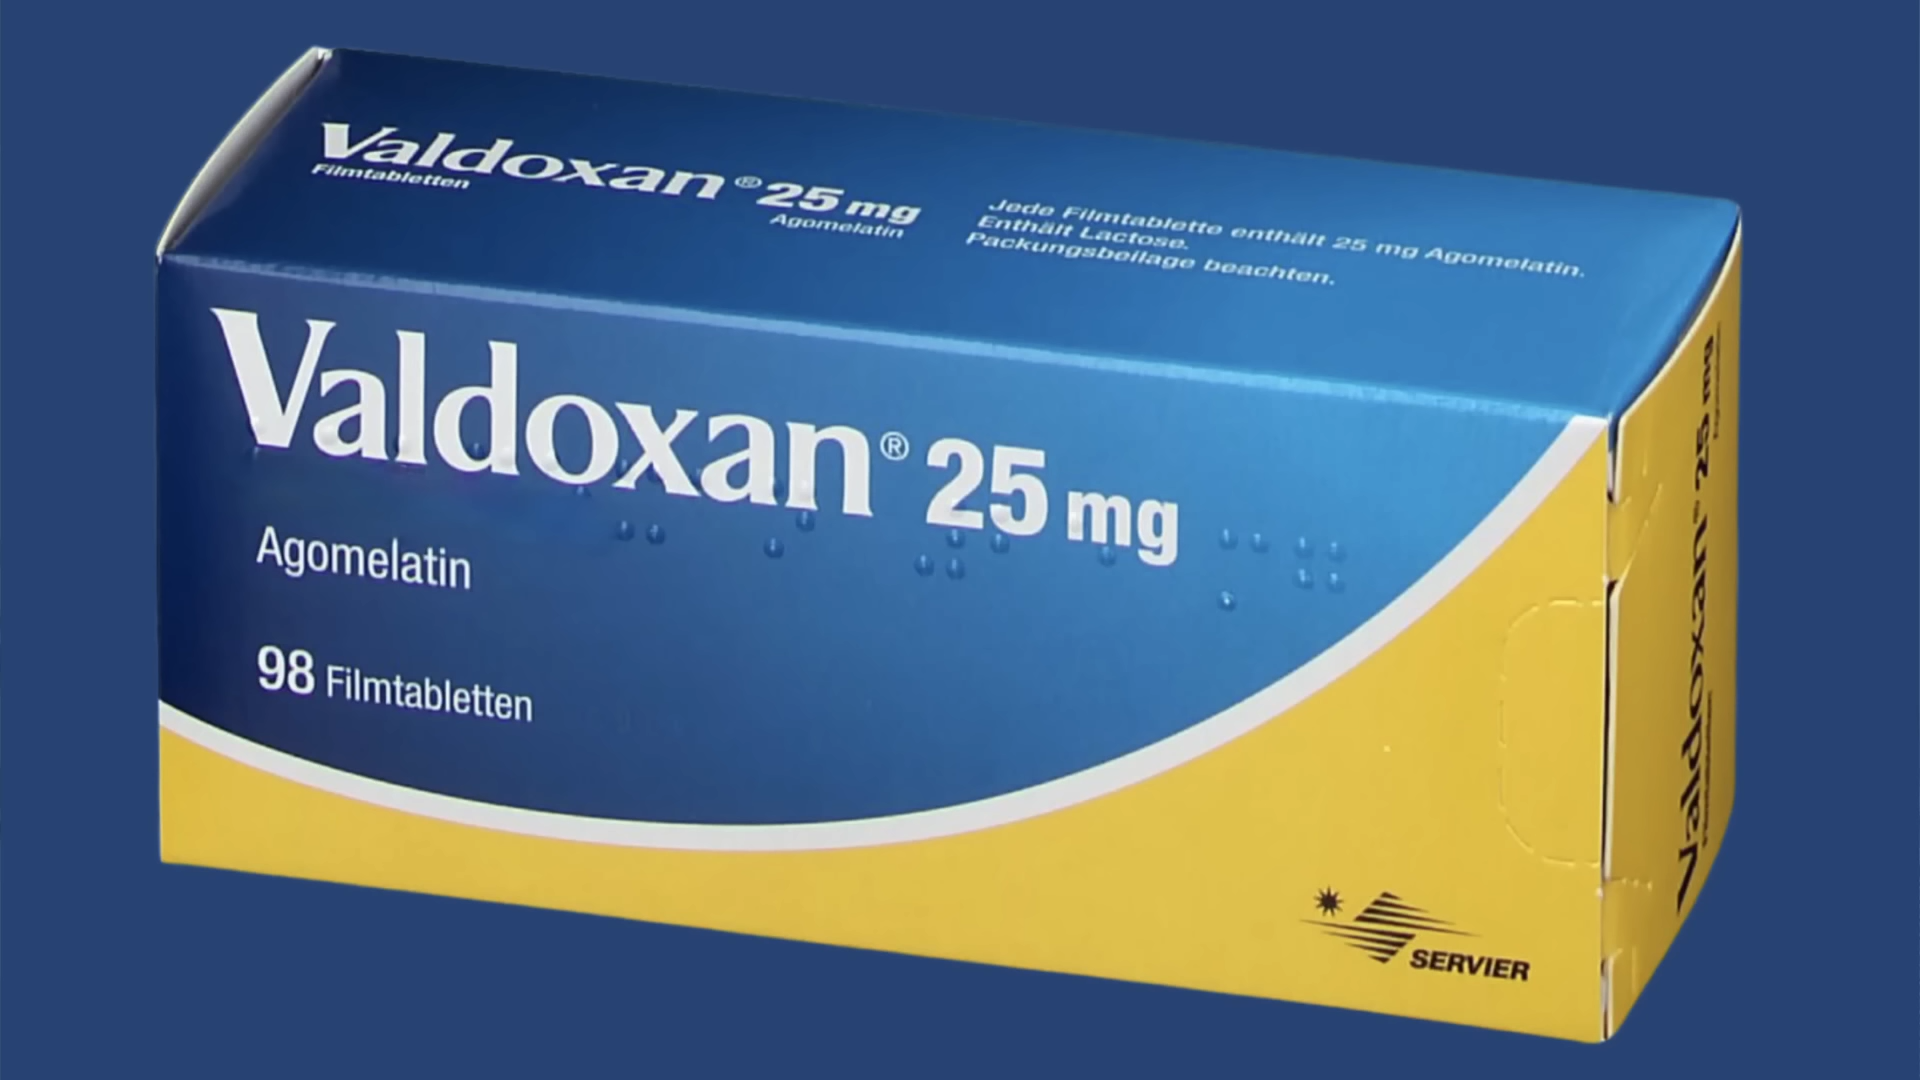 Valdoxan® 25 mg
Filmtabletten
Agomelatin
Jede Filmtablette enthält 25 mg Agomelatin.
Enthält Lactose.
Packungsbeilage beachten.
Valdoxan® 25 mg
Agomelatin
98 Filmtabletten
SERVIER
Valdoxan® 25 mg